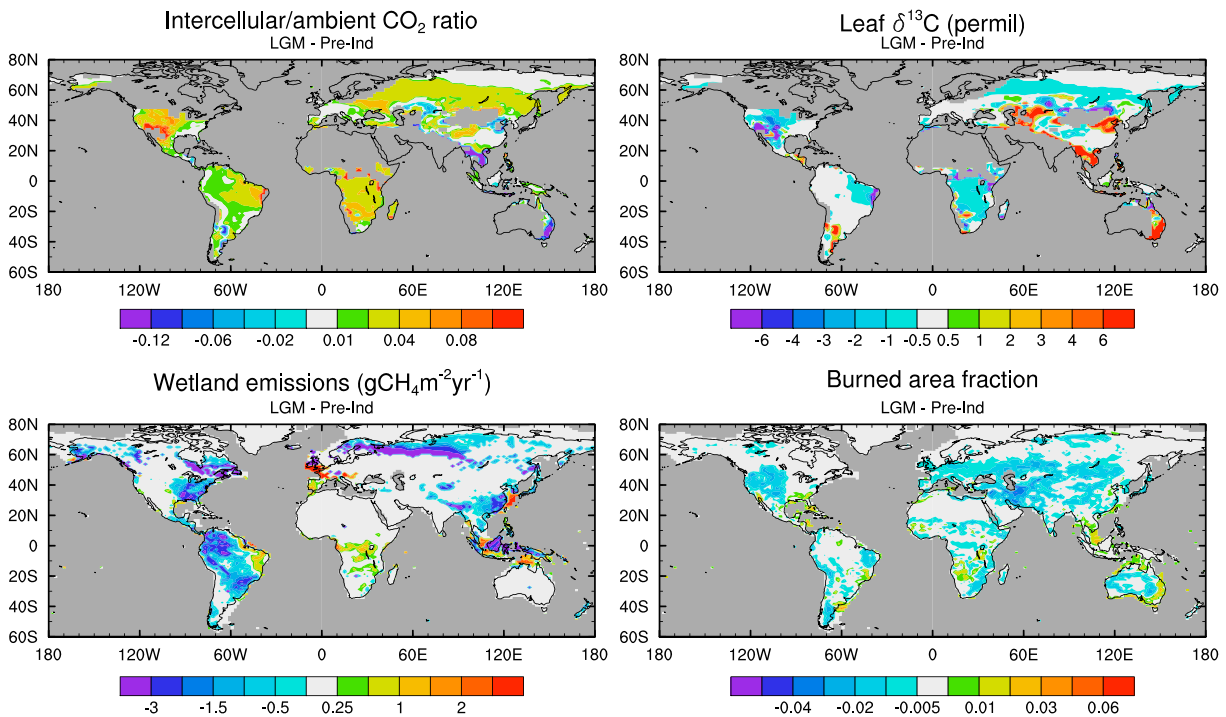 Intercellular/ambient CO₂ ratio
LGM - Pre-Ind
80N
60N
40N
20N
0
20S
40S
60S
180 120W 60W 0 60E 120E 180
-0.12 -0.06 -0.02 0.01 0.04 0.08
Leaf δ¹³C (permil)
LGM - Pre-Ind
80N
60N
40N
20N
0
20S
40S
60S
180 120W 60W 0 60E 120E 180
-6 -4 -3 -2 -1 -0.5 0.5 1 2 3 4 6
Wetland emissions (gCH₄m⁻²yr⁻¹)
LGM - Pre-Ind
80N
60N
40N
20N
0
20S
40S
60S
180 120W 60W 0 60E 120E 180
-3 -1.5 -0.5 0.25 1 2
Burned area fraction
LGM - Pre-Ind
80N
60N
40N
20N
0
20S
40S
60S
180 120W 60W 0 60E 120E 180
-0.04 -0.02 -0.005 0.01 0.03 0.06